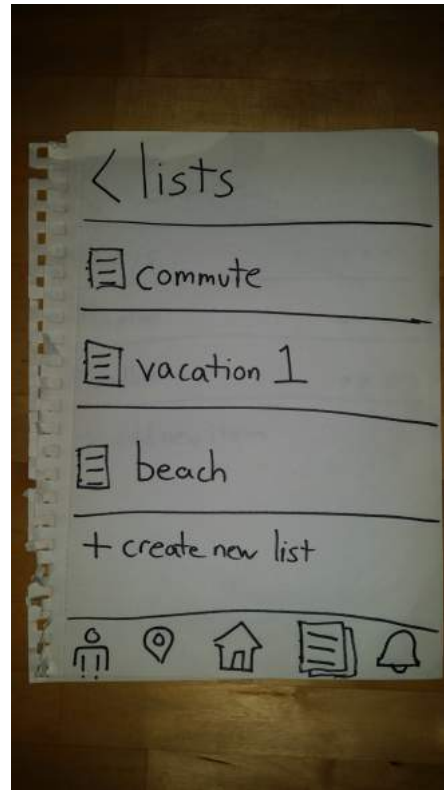 < lists
commute
vacation 1
beach
+ create new list